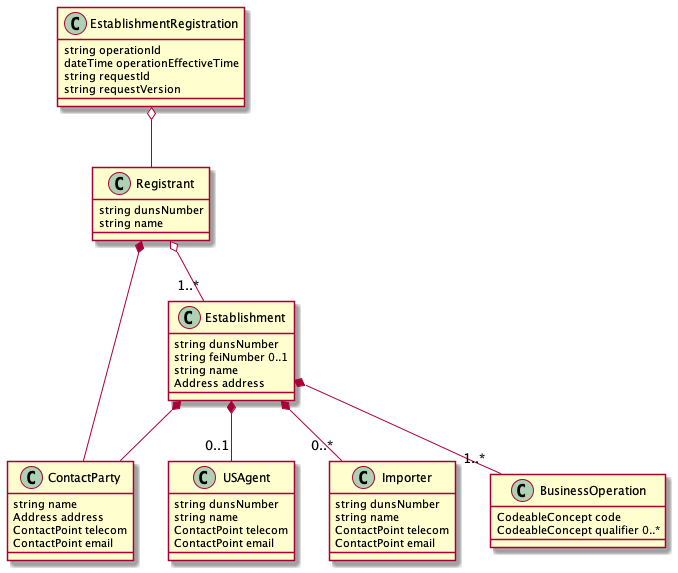 C EstablishmentRegistration
string operationId
dateTime operationEffectiveTime
string requestId
string requestVersion
C Registrant
string dunsNumber
string name
1..*
C Establishment
string dunsNumber
string feiNumber 0..1
string name
Address address
0..1
0..*
1..*
C ContactParty
string name
Address address
ContactPoint telecom
ContactPoint email
C USAgent
string dunsNumber
string name
ContactPoint telecom
ContactPoint email
C Importer
string dunsNumber
string name
ContactPoint telecom
ContactPoint email
C BusinessOperation
CodeableConcept code
CodeableConcept qualifier 0..*